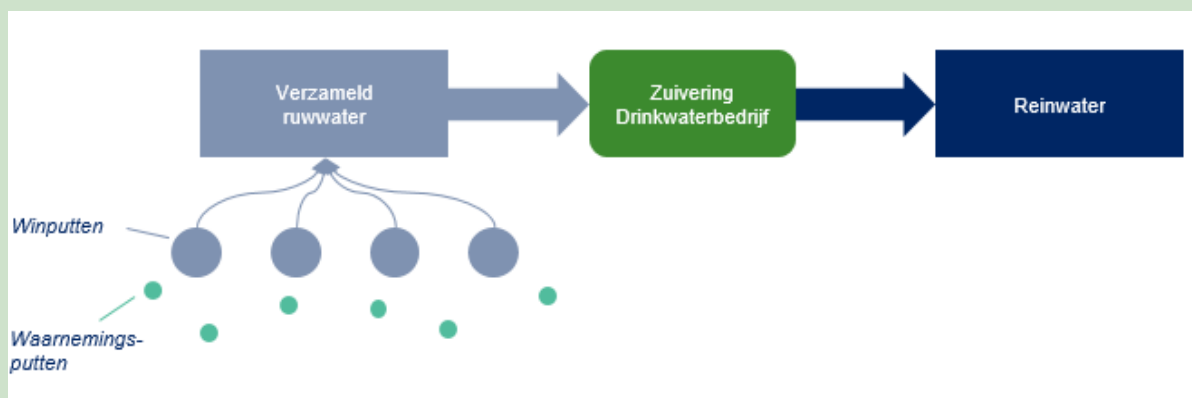 Verzameld
ruwwater
Zuivering
Drinkwaterbedrijf
Reinwater
Winputten
Waarnemings-
putten